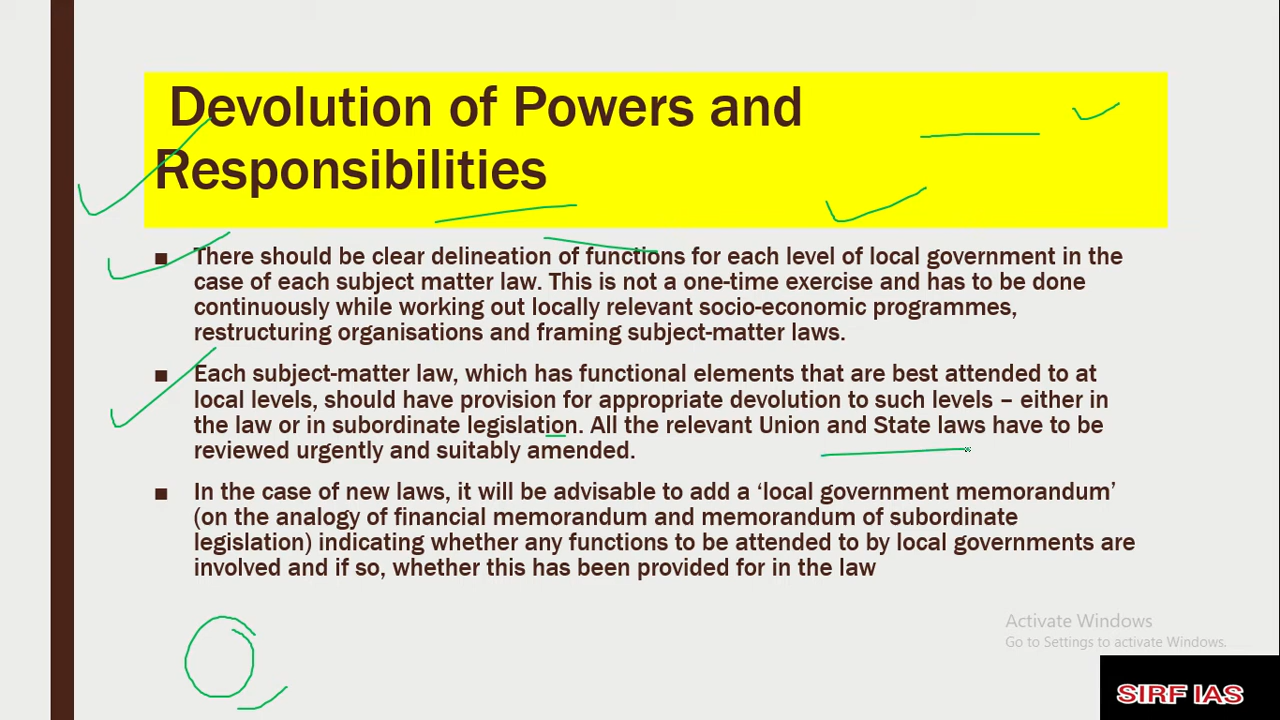 Devolution of Powers and
Responsibilities
■ There should be clear delineation of functions for each level of local government in the
case of each subject matter law. This is not a one-time exercise and has to be done
continuously while working out locally relevant socio-economic programmes,
restructuring organisations and framing subject-matter laws.
■ Each subject-matter law, which has functional elements that are best attended to at
local levels, should have provision for appropriate devolution to such levels – either in
the law or in subordinate legislation. All the relevant Union and State laws have to be
reviewed urgently and suitably amended.
■ In the case of new laws, it will be advisable to add a ‘local government memorandum’
(on the analogy of financial memorandum and memorandum of subordinate
legislation) indicating whether any functions to be attended to by local governments are
involved and if so, whether this has been provided for in the law
Activate Windows
Go to Settings to activate Windows.
SIRF IAS